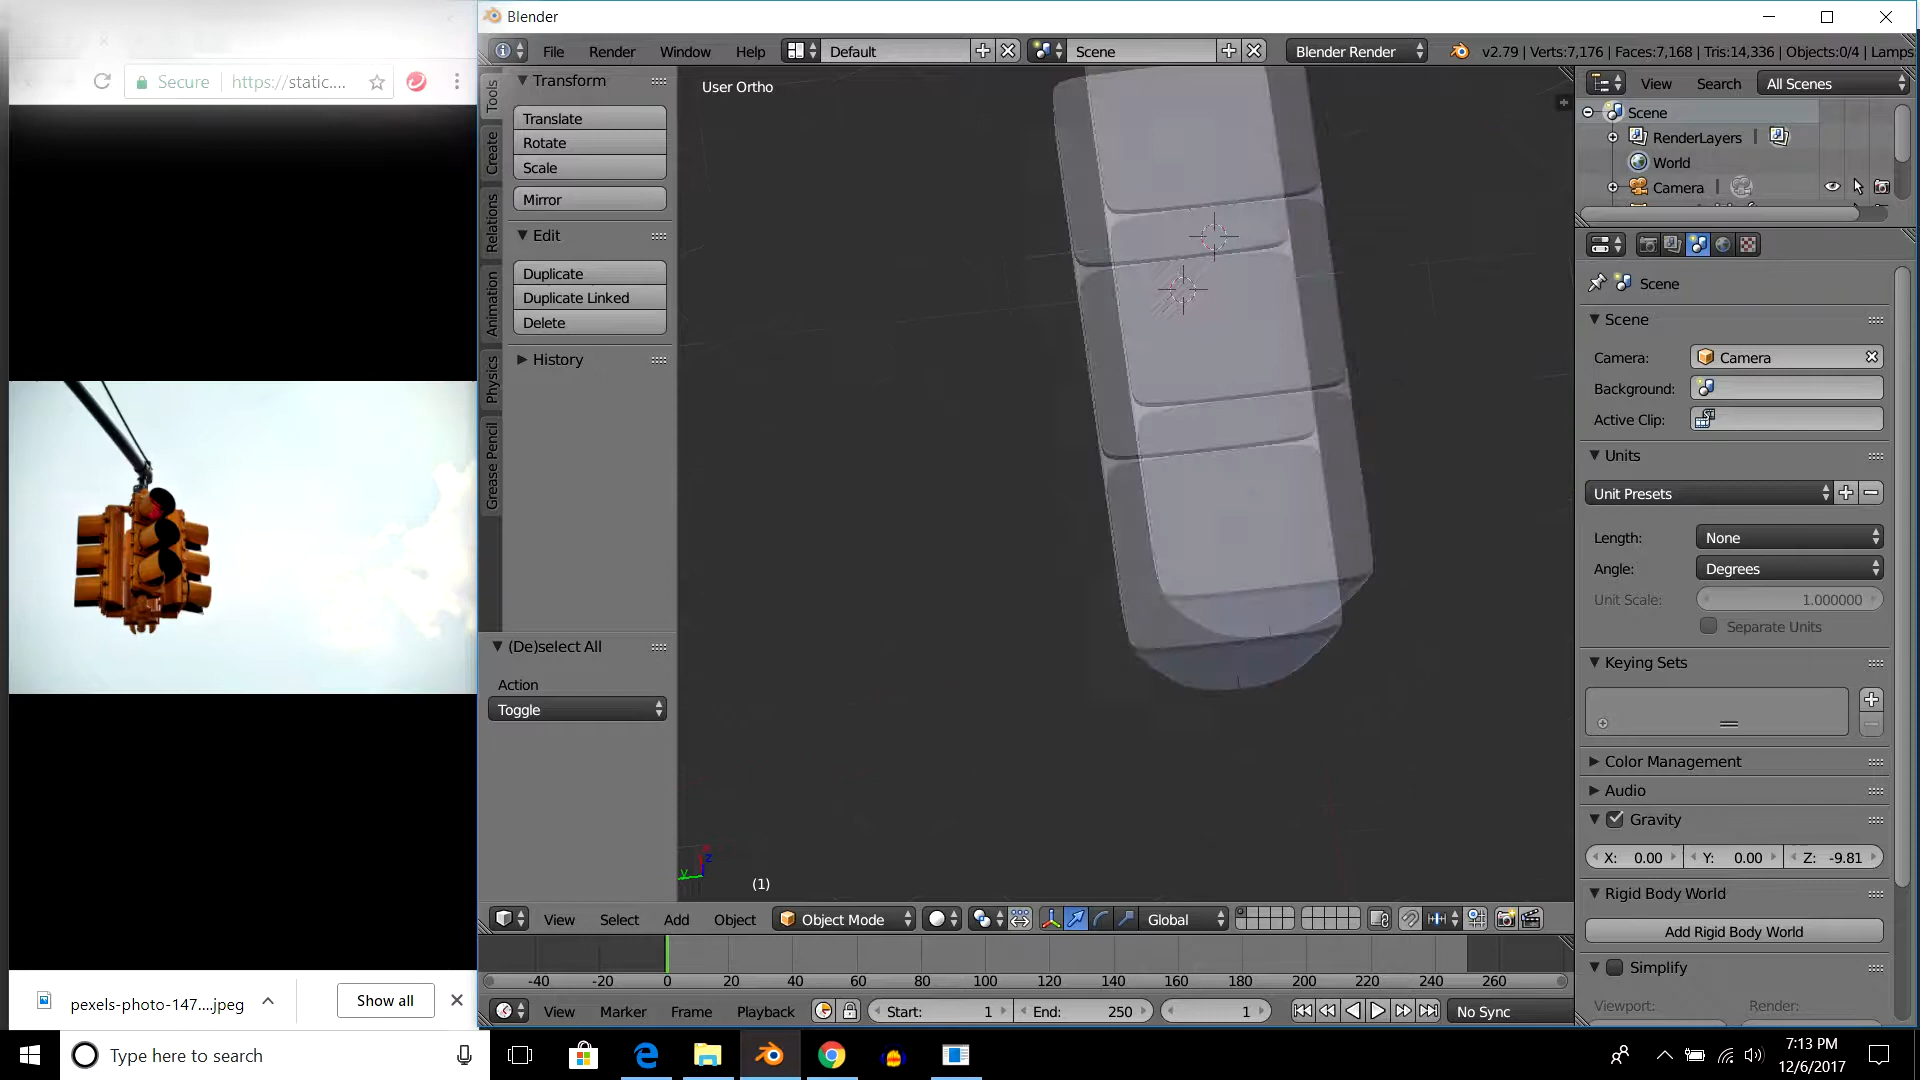 Blender
File
Render
Window
Help
Default
Scene
Blender Render
v2.79 | Verts:7,176 | Faces:7,168 | Tris:14,336 | Objects:0/4 | Lamps
Secure
https://static....
Tools
Create
Relations
Animation
Physics
Grease Pencil
Transform
Translate
Rotate
Scale
Mirror
Edit
Duplicate
Duplicate Linked
Delete
History
(De)select All
Action
Toggle
User Ortho
(1)
z
y
View
Search
All Scenes
Scene
RenderLayers
World
Camera
Scene
Scene
Camera:
Camera
Background:
Active Clip:
Units
Unit Presets
Length:
None
Angle:
Degrees
Unit Scale:
1.000000
Separate Units
Keying Sets
Color Management
Audio
Gravity
X: 0.00
Y: 0.00
Z: -9.81
Rigid Body World
Add Rigid Body World
Simplify
Viewport:
Render:
View
Select
Add
Object
Object Mode
Global
-40
-20
0
20
40
60
80
100
120
140
160
180
200
220
240
260
View
Marker
Frame
Playback
Start: 1
End: 250
1
No Sync
pexels-photo-147....jpeg
Show all
Type here to search
7:13 PM
12/6/2017